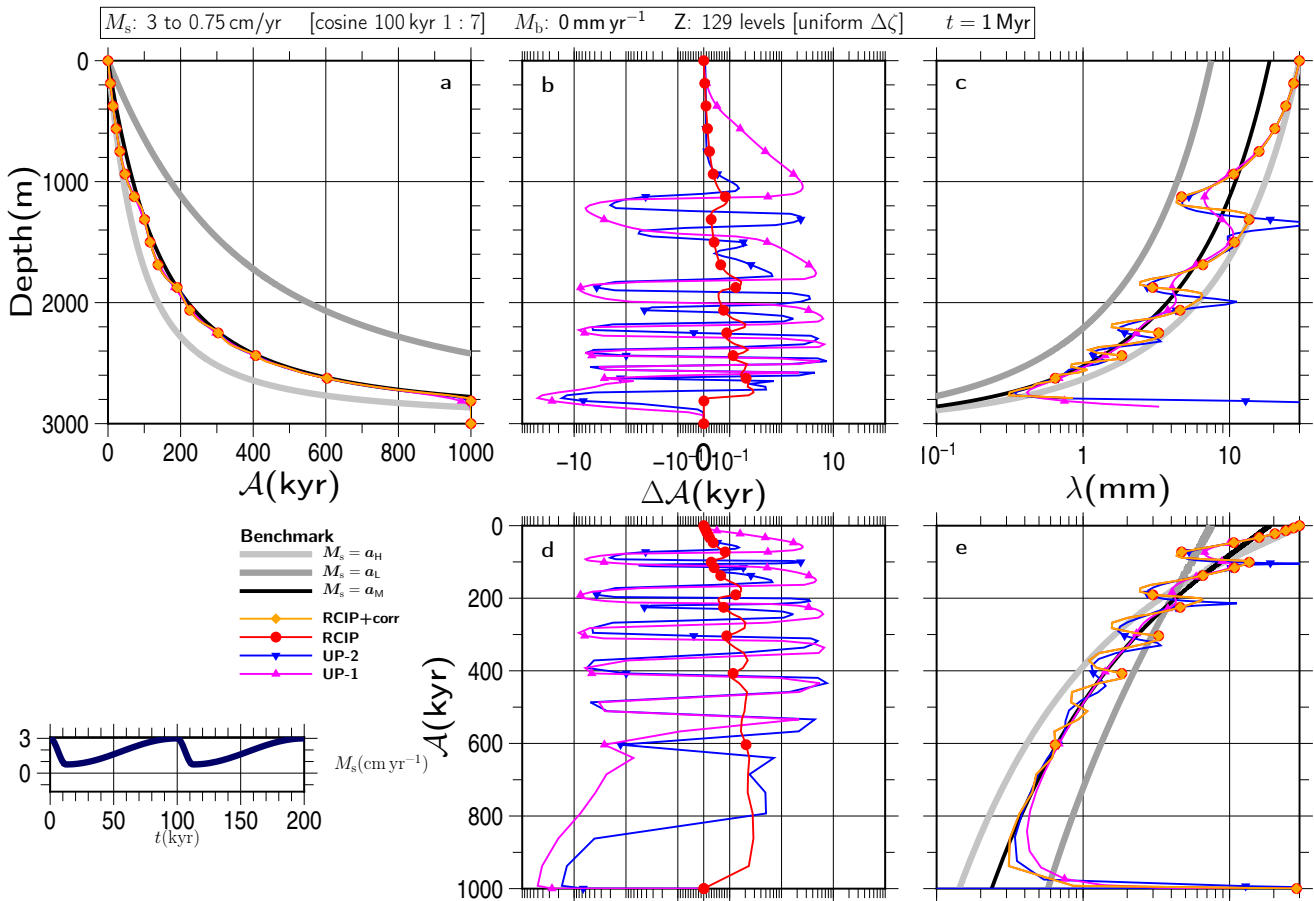 Mₛ: 3 to 0.75 cm/yr [cosine 100 kyr 1 : 7] M_b: 0 mm yr⁻¹ Z: 129 levels [uniform Δζ] t = 1 Myr
a b c
0
1000
2000
3000
Depth(m)
0 200 400 600 800 1000
𝒜(kyr)
−10 −10⁻¹ 0 10⁻¹ 10
Δ𝒜(kyr)
10⁻¹ 1 10
λ(mm)
d e
0
200
400
600
800
1000
𝒜(kyr)
Benchmark
Mₛ = a_H
Mₛ = a_L
Mₛ = a_M
RCIP+corr
RCIP
UP-2
UP-1
3
0
Mₛ(cm yr⁻¹)
0 50 100 150 200
t(kyr)